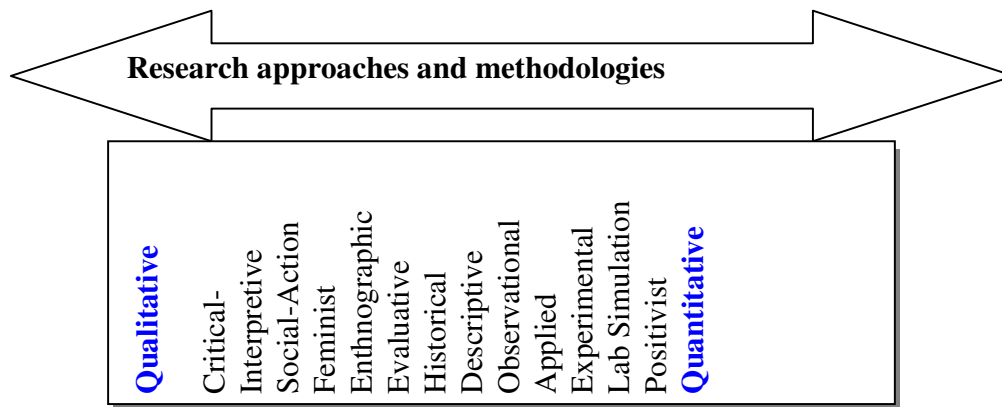 Research approaches and methodologies
Qualitative
Critical-
Interpretive
Social-Action
Feminist
Enthnographic
Evaluative
Historical
Descriptive
Observational
Applied
Experimental
Lab Simulation
Positivist
Quantitative